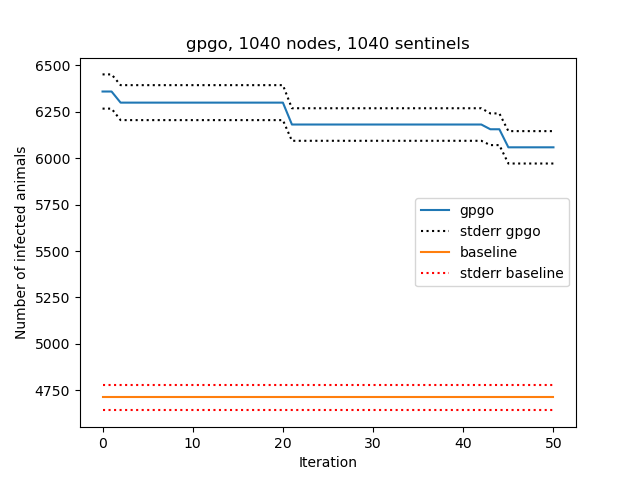 gpgo, 1040 nodes, 1040 sentinels
Number of infected animals
6500
6250
6000
5750
5500
5250
5000
4750
gpgo
stderr gpgo
baseline
stderr baseline
0 10 20 30 40 50
Iteration